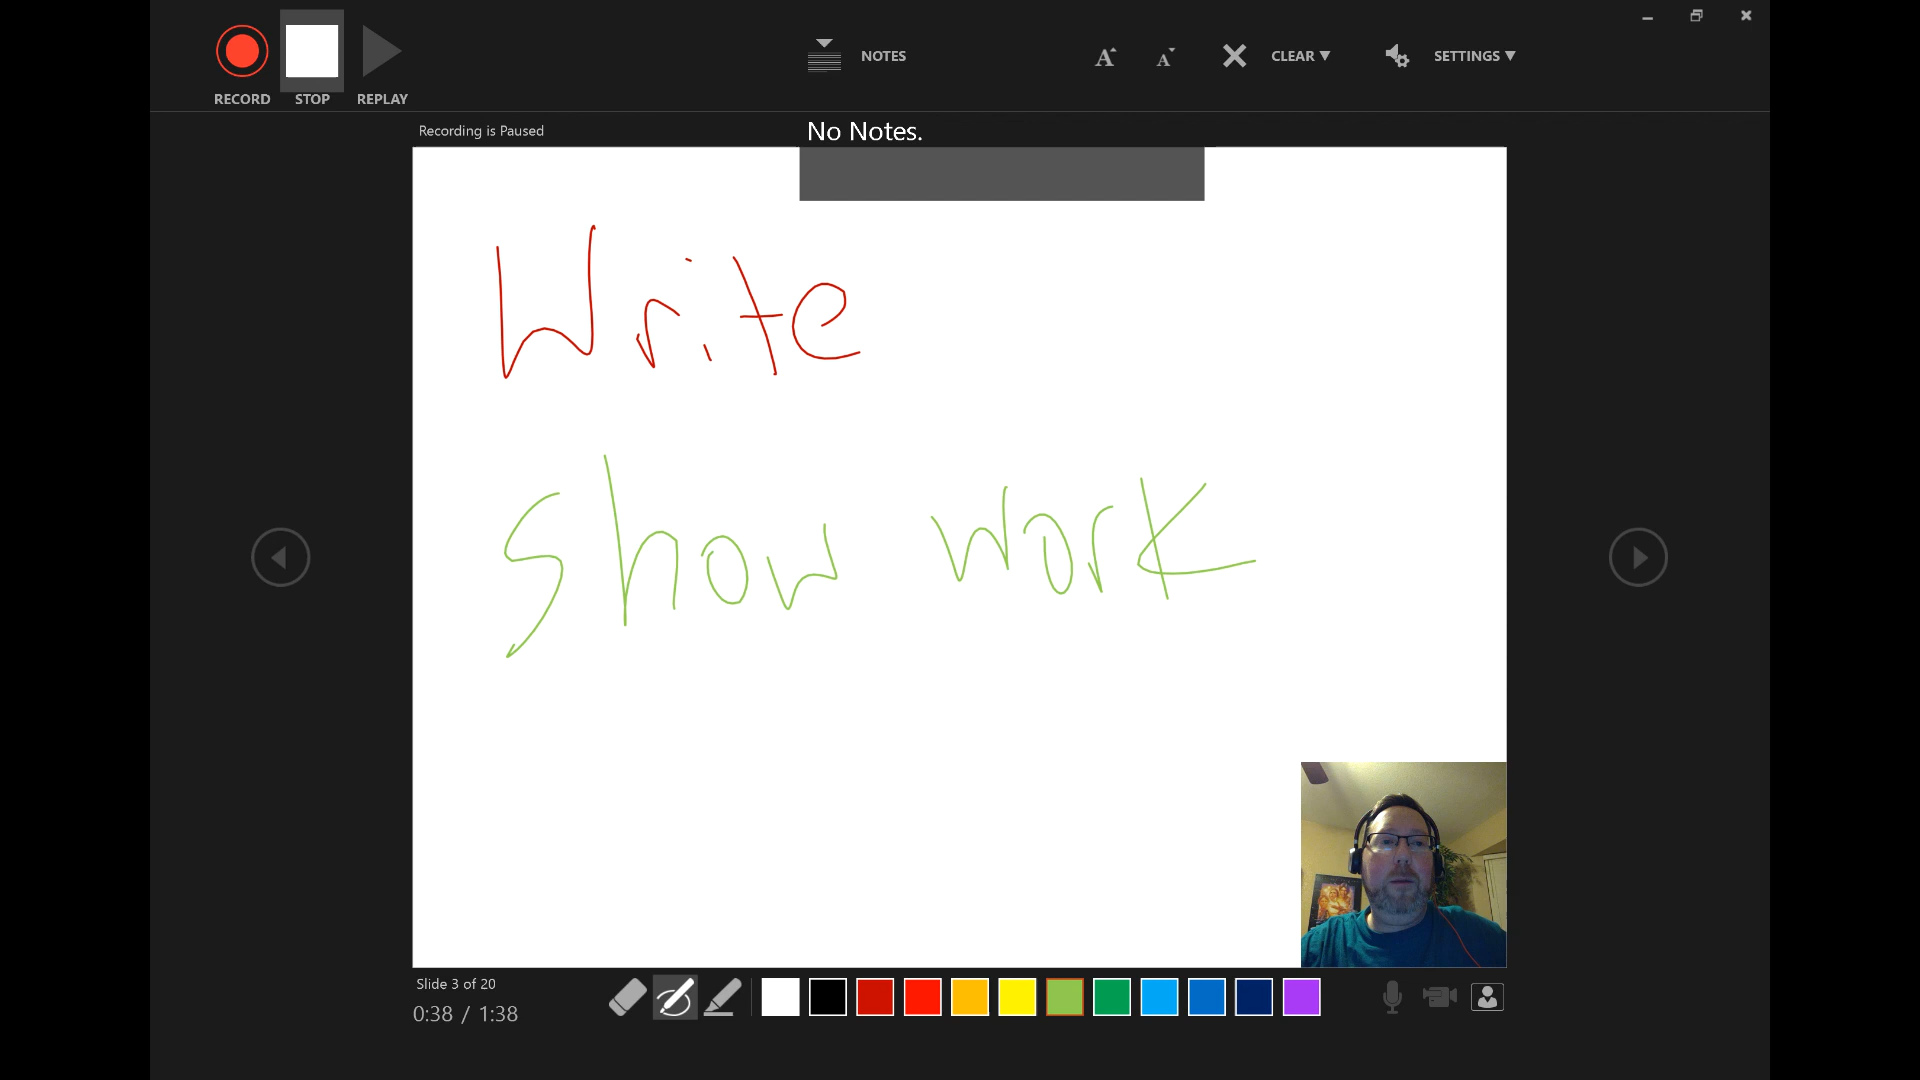 RECORD STOP REPLAY NOTES A A CLEAR ▼ SETTINGS ▼
Recording is Paused
No Notes.
Write
Show work
Slide 3 of 20
0:38 / 1:38